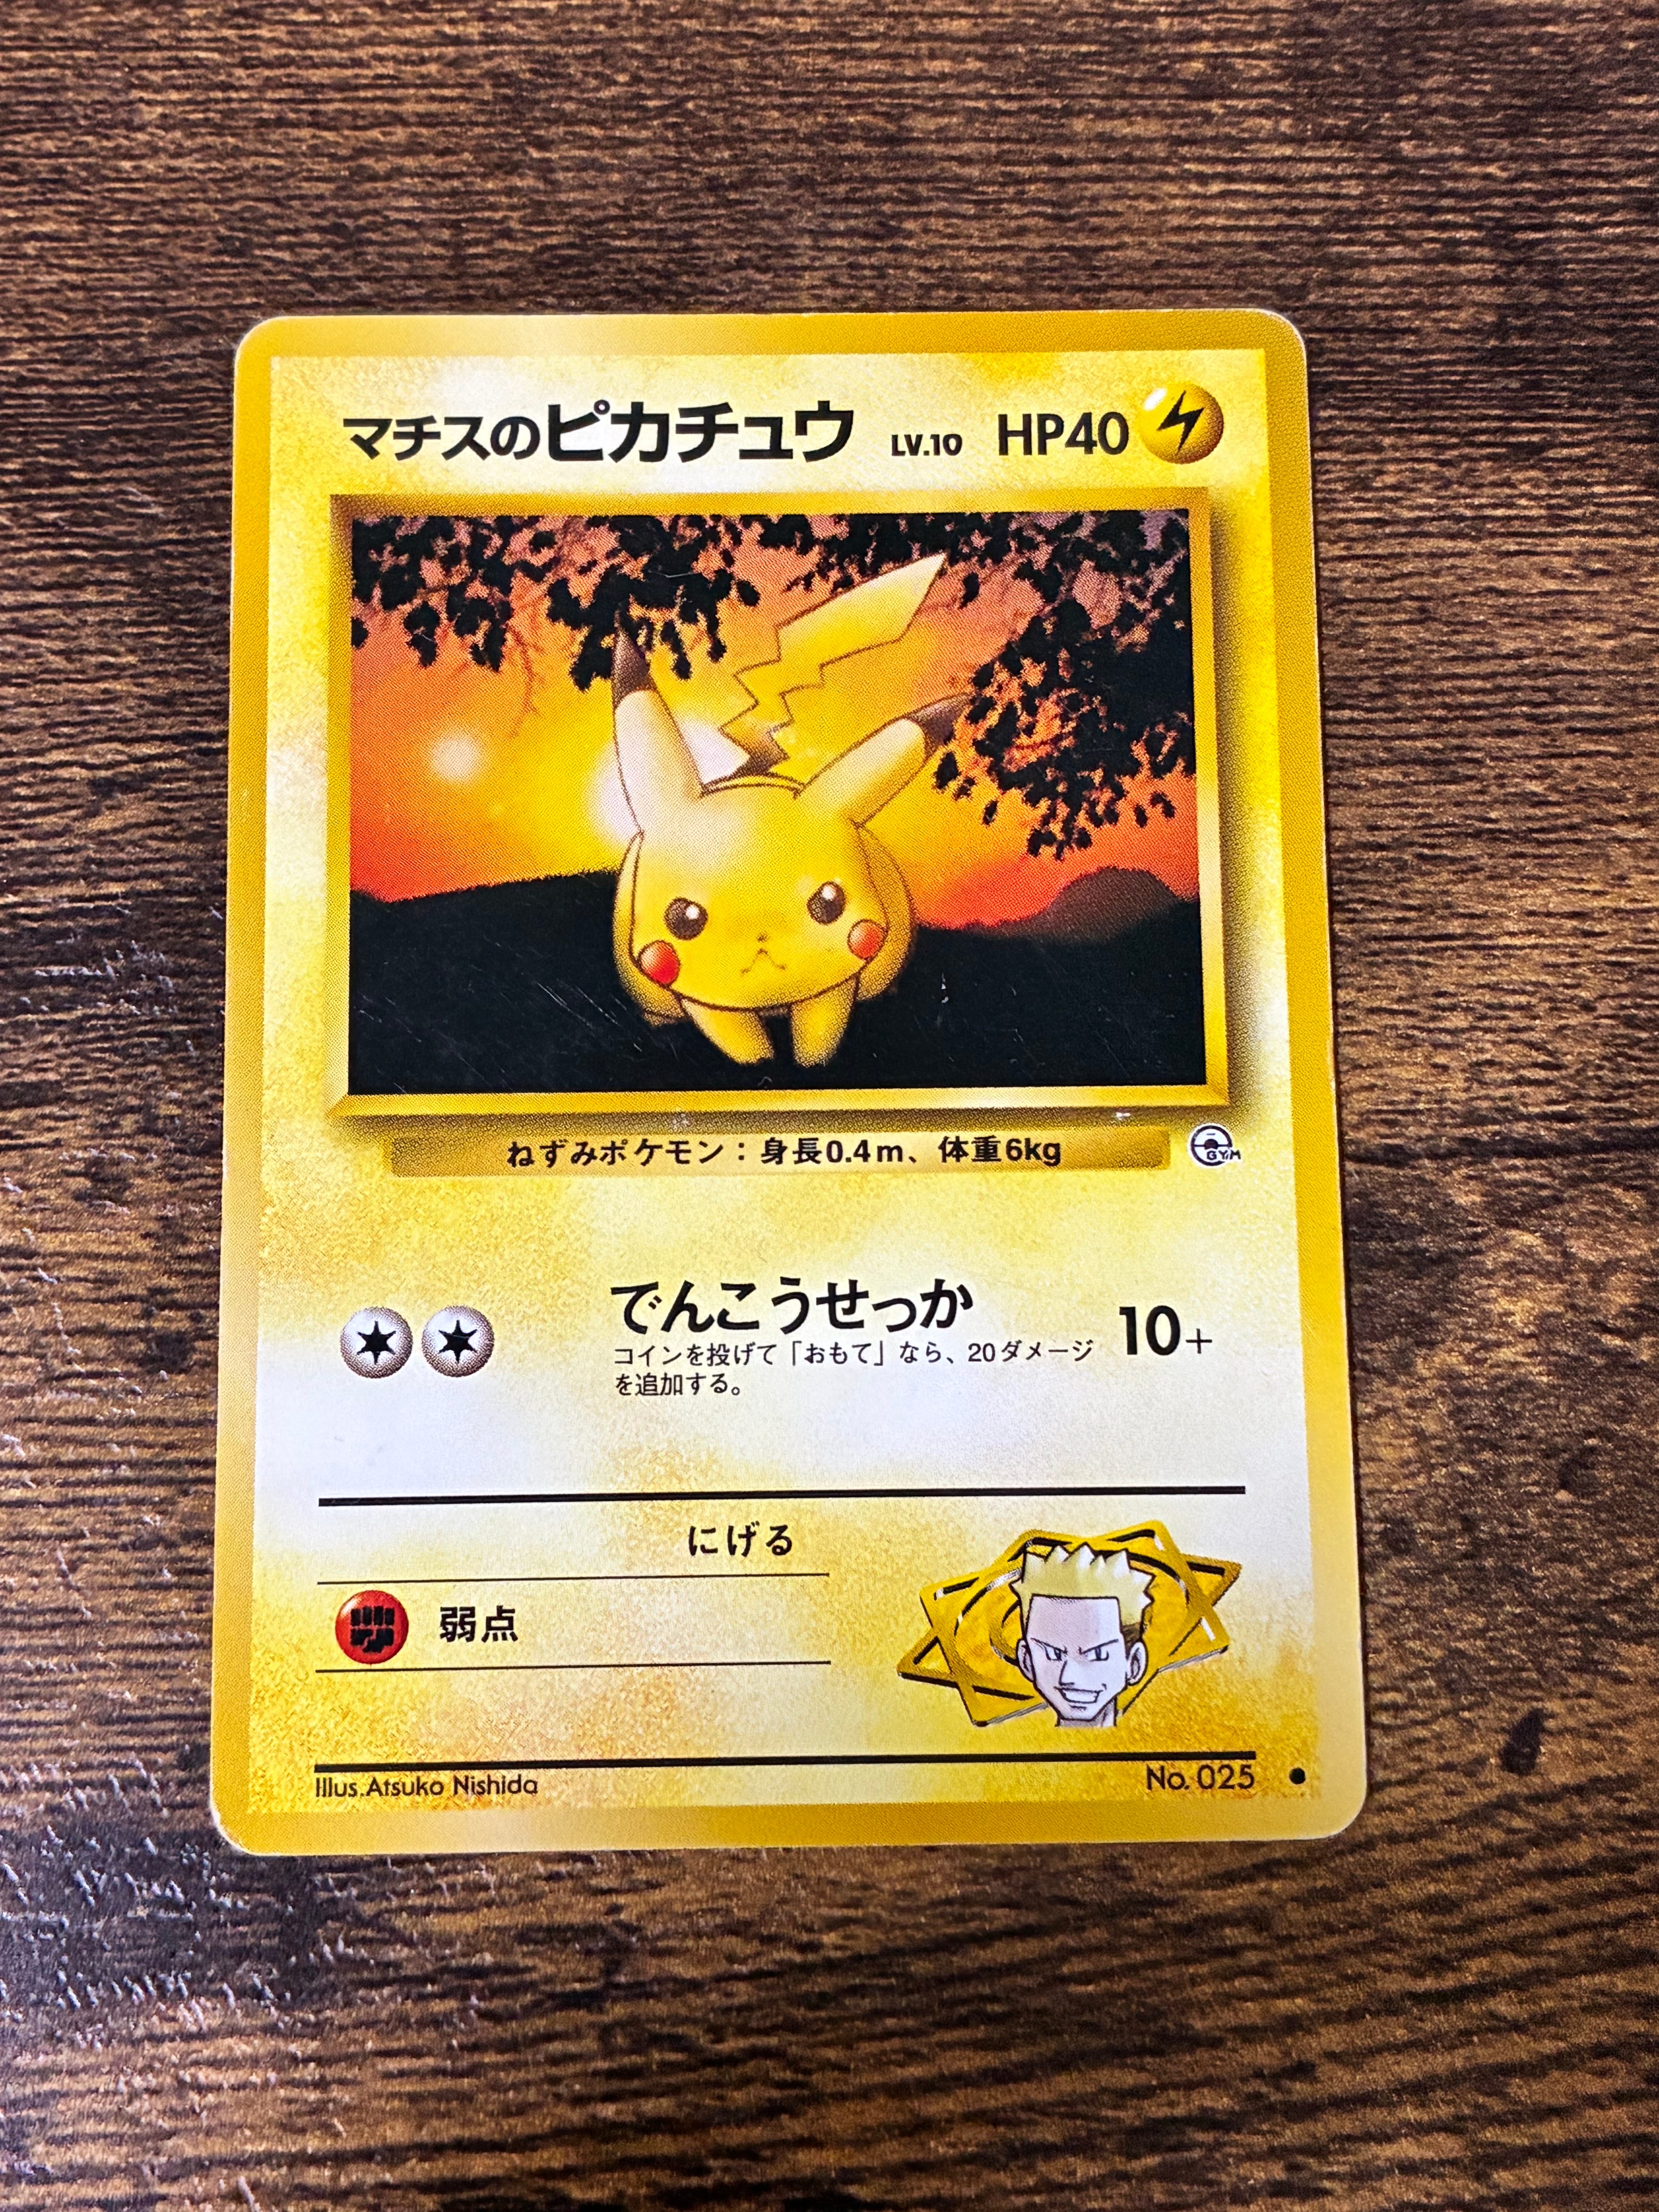 マチスのピカチュウ LV.10 HP40
ねずみポケモン：身長0.4m、体重6kg
GYM
でんこうせっか 10+
コインを投げて「おもて」なら、20ダメージ
を追加する。
にげる
弱点
Illus.Atsuko Nishida No.025